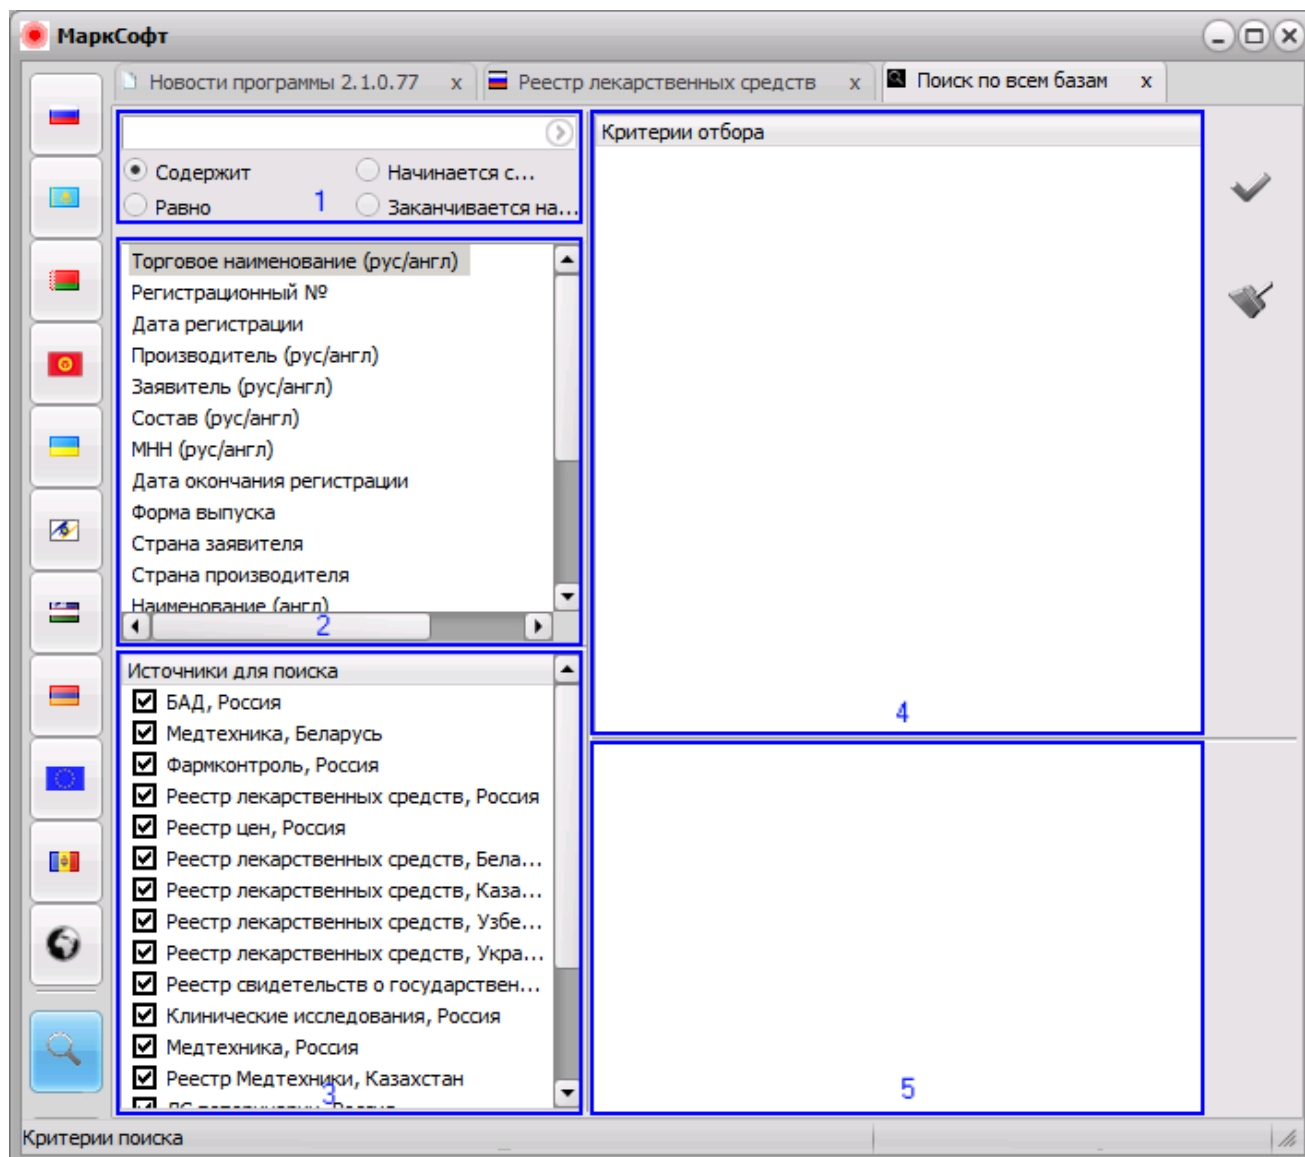 МаркСофт
Новости программы 2.1.0.77 x
Реестр лекарственных средств x
Поиск по всем базам x
Содержит
Начинается с...
Равно
Заканчивается на...
1
Торговое наименование (рус/англ)
Регистрационный №
Дата регистрации
Производитель (рус/англ)
Заявитель (рус/англ)
Состав (рус/англ)
МНН (рус/англ)
Дата окончания регистрации
Форма выпуска
Страна заявителя
Страна производителя
Наименование (англ)
2
Источники для поиска
БАД, Россия
Медтехника, Беларусь
Фармконтроль, Россия
Реестр лекарственных средств, Россия
Реестр цен, Россия
Реестр лекарственных средств, Бела...
Реестр лекарственных средств, Каза...
Реестр лекарственных средств, Узбе...
Реестр лекарственных средств, Укра...
Реестр свидетельств о государствен...
Клинические исследования, Россия
Медтехника, Россия
Реестр Медтехники, Казахстан
3
Критерии отбора
4
5
Критерии поиска